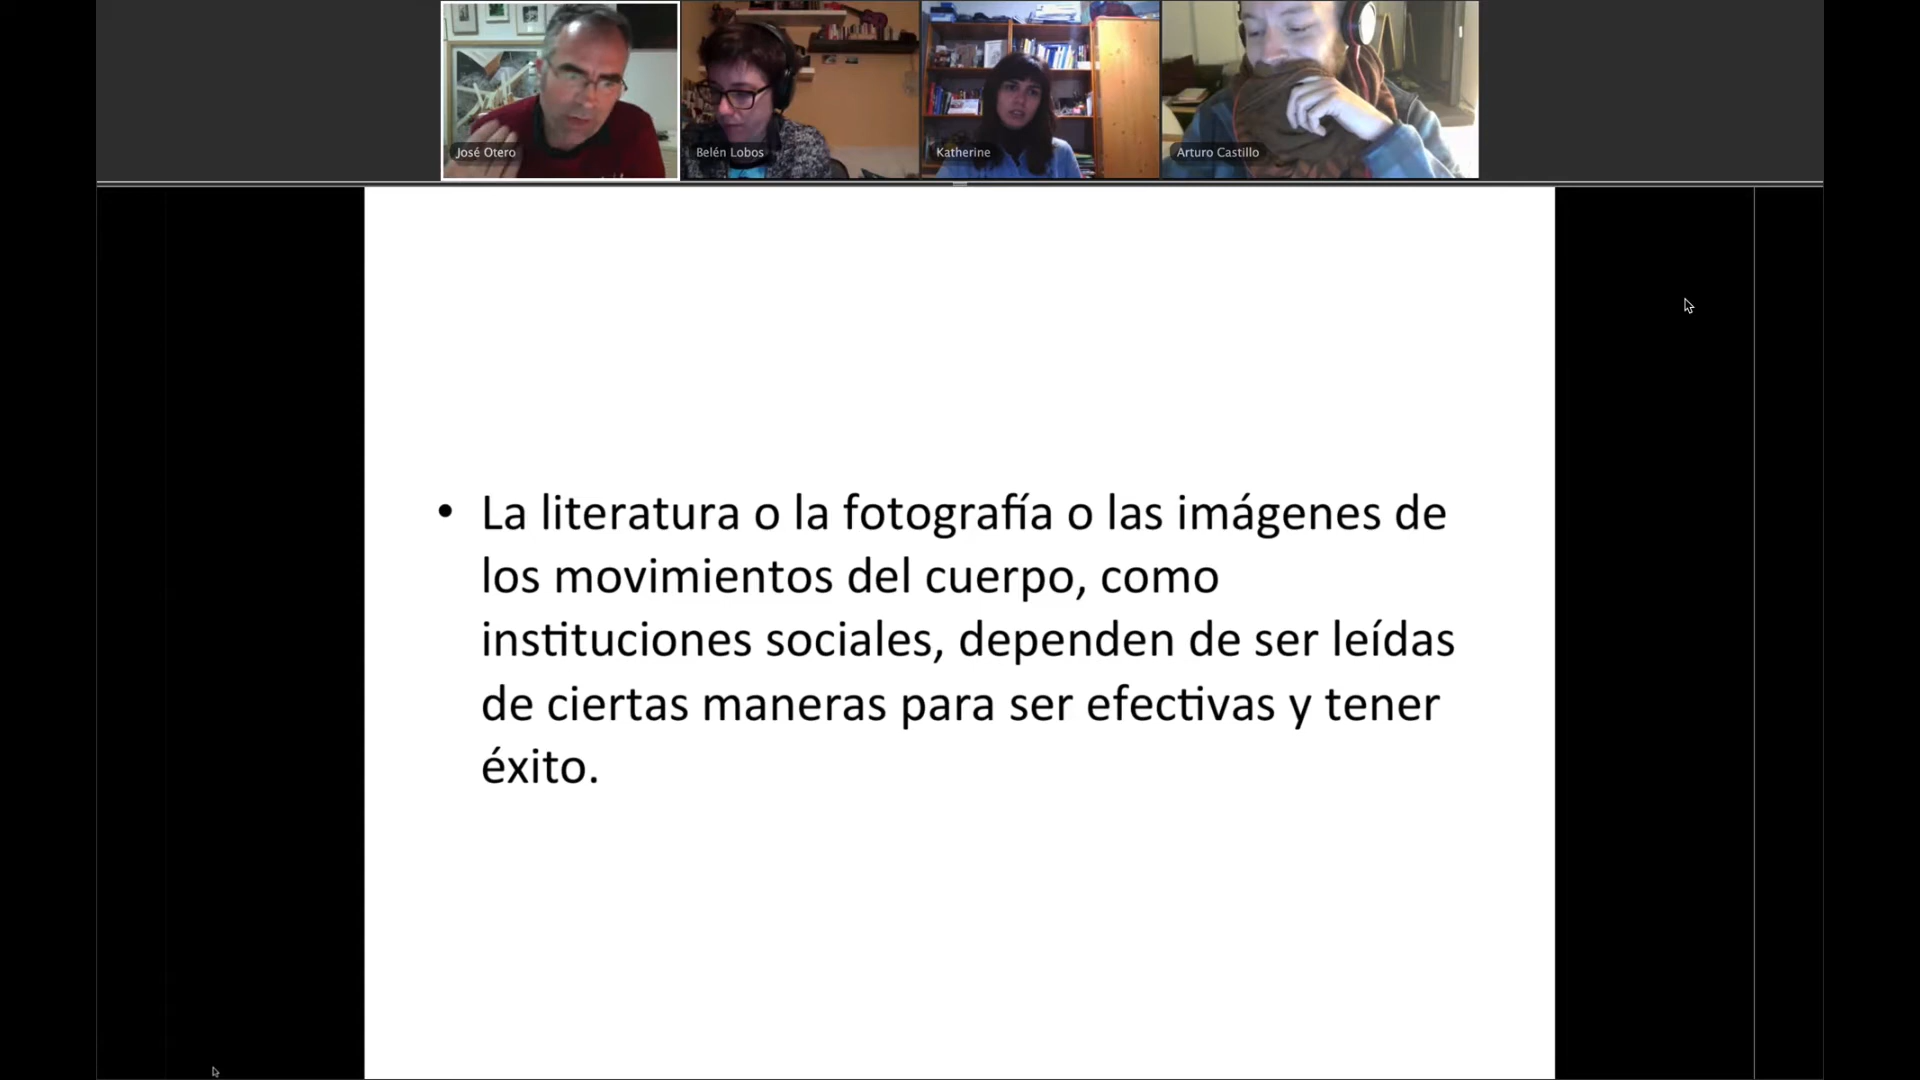 José Otero
Belén Lobos
Katherine
Arturo Castillo
• La literatura o la fotografía o las imágenes de
los movimientos del cuerpo, como
instituciones sociales, dependen de ser leídas
de ciertas maneras para ser efectivas y tener
éxito.